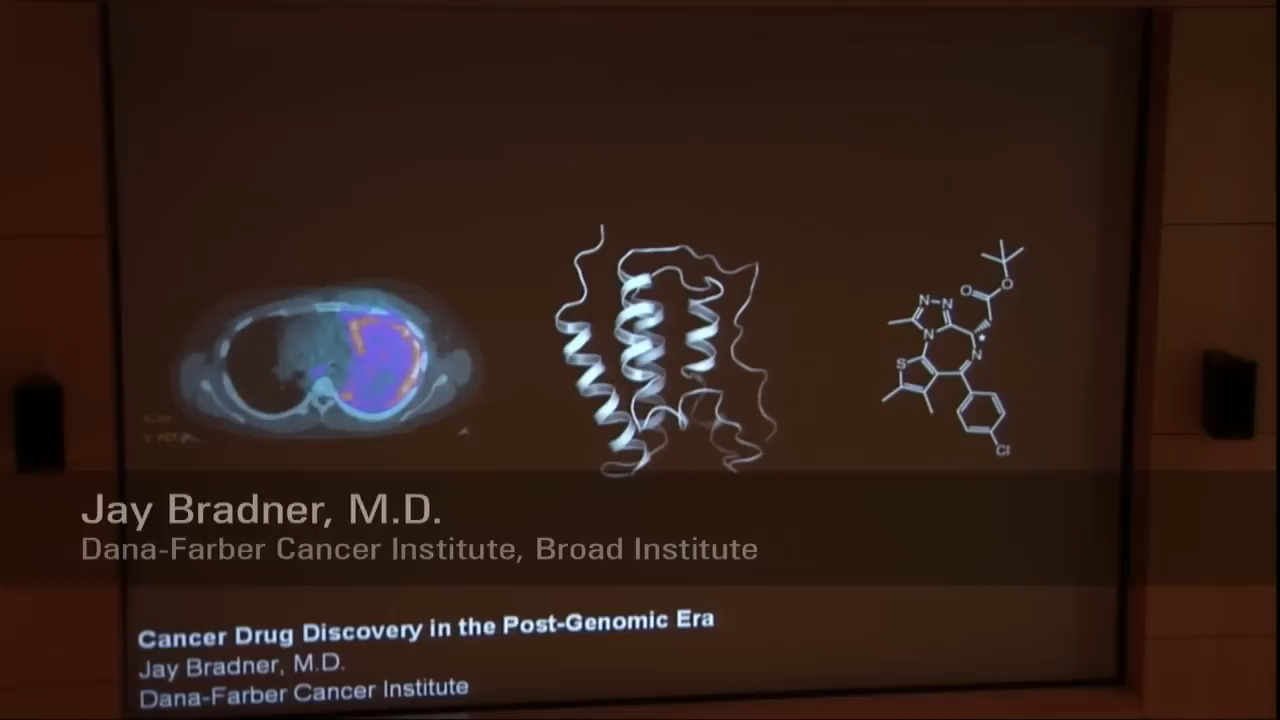 N
N
O
O
N
N
S
Cl
Jay Bradner, M.D.
Dana-Farber Cancer Institute, Broad Institute
Cancer Drug Discovery in the Post-Genomic Era
Jay Bradner, M.D.
Dana-Farber Cancer Institute